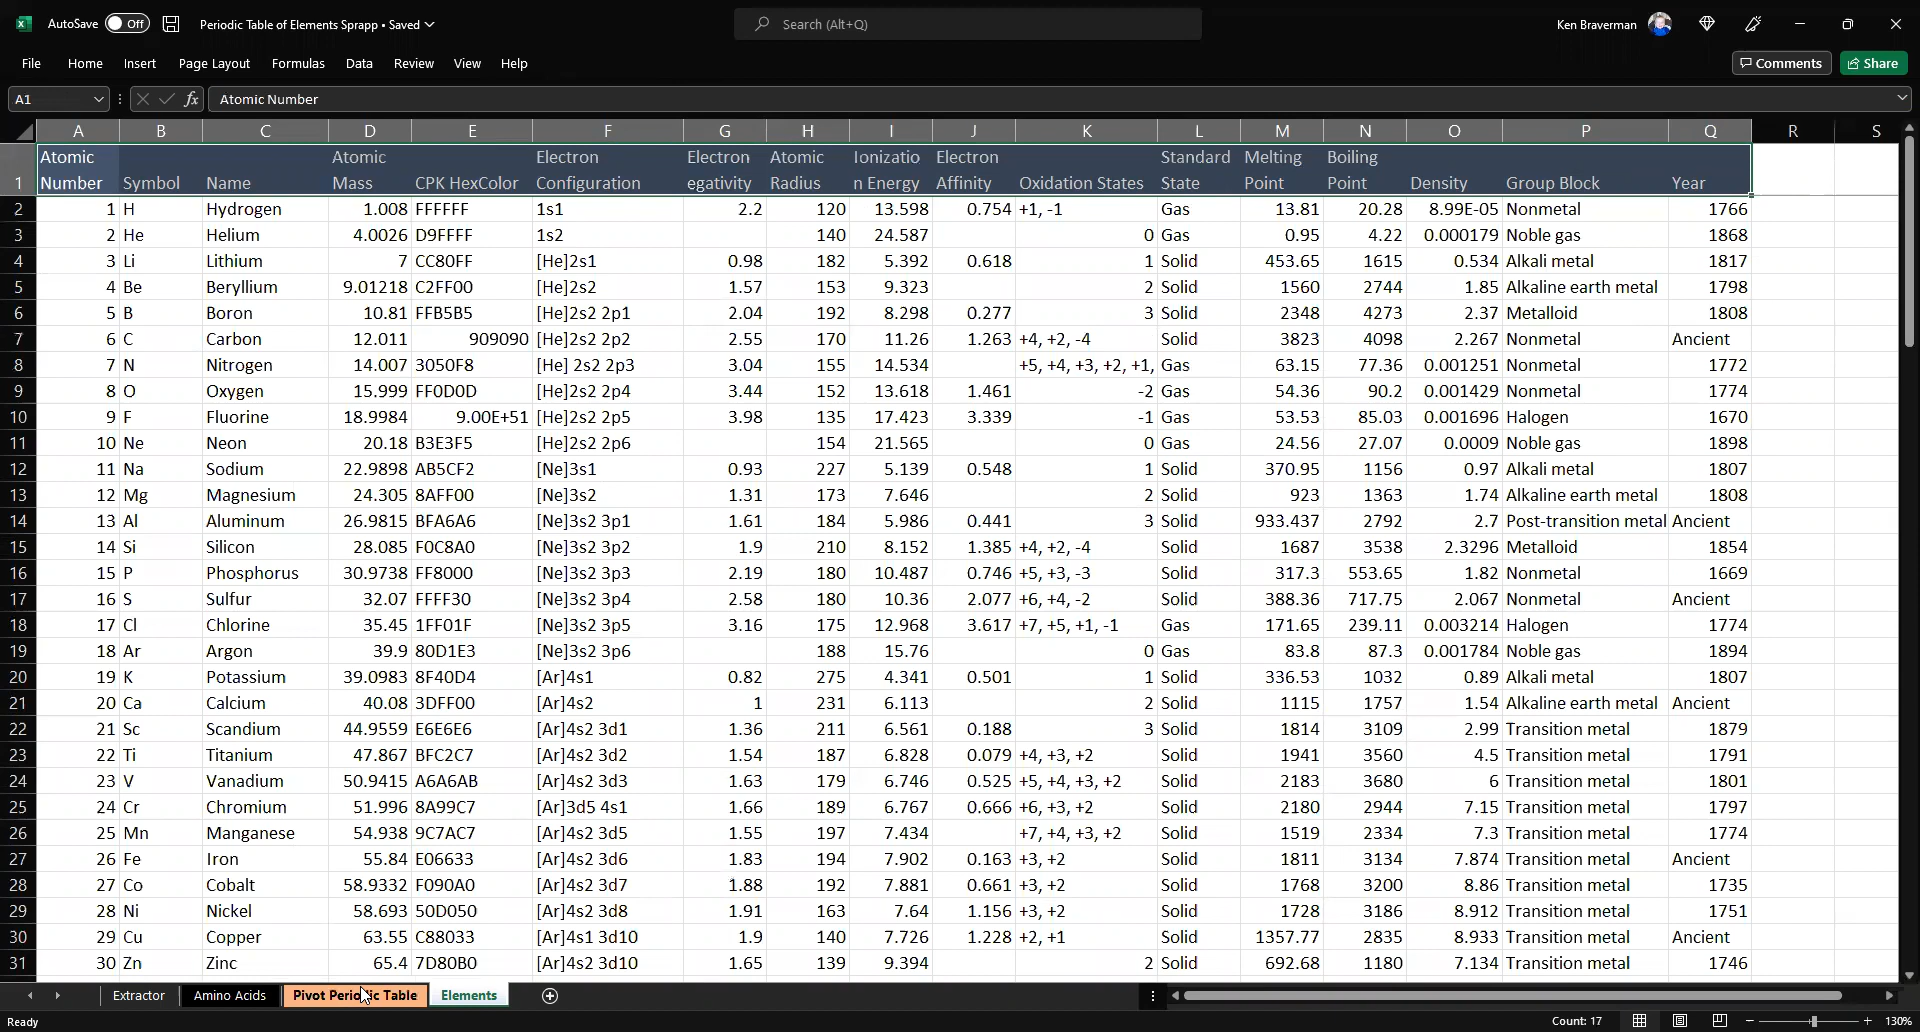 AutoSave Off Periodic Table of Elements Sprapp • Saved Search (Alt+Q) Ken Braverman
File Home Insert Page Layout Formulas Data Review View Help Comments Share
A1 fx Atomic Number
A B C D E F G H I J K L M N O P Q R S
Atomic Atomic Electron Electron Atomic Ionizatio Electron Standard Melting Boiling
1 Number Symbol Name Mass CPK HexColor Configuration egativity Radius n Energy Affinity Oxidation States State Point Point Density Group Block Year
2 1 H Hydrogen 1.008 FFFFFF 1s1 2.2 120 13.598 0.754 +1, -1 Gas 13.81 20.28 8.99E-05 Nonmetal 1766
3 2 He Helium 4.0026 D9FFFF 1s2 140 24.587 0 Gas 0.95 4.22 0.000179 Noble gas 1868
4 3 Li Lithium 7 CC80FF [He]2s1 0.98 182 5.392 0.618 1 Solid 453.65 1615 0.534 Alkali metal 1817
5 4 Be Beryllium 9.01218 C2FF00 [He]2s2 1.57 153 9.323 2 Solid 1560 2744 1.85 Alkaline earth metal 1798
6 5 B Boron 10.81 FFB5B5 [He]2s2 2p1 2.04 192 8.298 0.277 3 Solid 2348 4273 2.37 Metalloid 1808
7 6 C Carbon 12.011 909090 [He]2s2 2p2 2.55 170 11.26 1.263 +4, +2, -4 Solid 3823 4098 2.267 Nonmetal Ancient
8 7 N Nitrogen 14.007 3050F8 [He] 2s2 2p3 3.04 155 14.534 +5, +4, +3, +2, +1, Gas 63.15 77.36 0.001251 Nonmetal 1772
9 8 O Oxygen 15.999 FF0D0D [He]2s2 2p4 3.44 152 13.618 1.461 -2 Gas 54.36 90.2 0.001429 Nonmetal 1774
10 9 F Fluorine 18.9984 9.00E+51 [He]2s2 2p5 3.98 135 17.423 3.339 -1 Gas 53.53 85.03 0.001696 Halogen 1670
11 10 Ne Neon 20.18 B3E3F5 [He]2s2 2p6 154 21.565 0 Gas 24.56 27.07 0.0009 Noble gas 1898
12 11 Na Sodium 22.9898 AB5CF2 [Ne]3s1 0.93 227 5.139 0.548 1 Solid 370.95 1156 0.97 Alkali metal 1807
13 12 Mg Magnesium 24.305 8AFF00 [Ne]3s2 1.31 173 7.646 2 Solid 923 1363 1.74 Alkaline earth metal 1808
14 13 Al Aluminum 26.9815 BFA6A6 [Ne]3s2 3p1 1.61 184 5.986 0.441 3 Solid 933.437 2792 2.7 Post-transition metal Ancient
15 14 Si Silicon 28.085 F0C8A0 [Ne]3s2 3p2 1.9 210 8.152 1.385 +4, +2, -4 Solid 1687 3538 2.3296 Metalloid 1854
16 15 P Phosphorus 30.9738 FF8000 [Ne]3s2 3p3 2.19 180 10.487 0.746 +5, +3, -3 Solid 317.3 553.65 1.82 Nonmetal 1669
17 16 S Sulfur 32.07 FFFF30 [Ne]3s2 3p4 2.58 180 10.36 2.077 +6, +4, -2 Solid 388.36 717.75 2.067 Nonmetal Ancient
18 17 Cl Chlorine 35.45 1FF01F [Ne]3s2 3p5 3.16 175 12.968 3.617 +7, +5, +1, -1 Gas 171.65 239.11 0.003214 Halogen 1774
19 18 Ar Argon 39.9 80D1E3 [Ne]3s2 3p6 188 15.76 0 Gas 83.8 87.3 0.001784 Noble gas 1894
20 19 K Potassium 39.0983 8F40D4 [Ar]4s1 0.82 275 4.341 0.501 1 Solid 336.53 1032 0.89 Alkali metal 1807
21 20 Ca Calcium 40.08 3DFF00 [Ar]4s2 1 231 6.113 2 Solid 1115 1757 1.54 Alkaline earth metal Ancient
22 21 Sc Scandium 44.9559 E6E6E6 [Ar]4s2 3d1 1.36 211 6.561 0.188 3 Solid 1814 3109 2.99 Transition metal 1879
23 22 Ti Titanium 47.867 BFC2C7 [Ar]4s2 3d2 1.54 187 6.828 0.079 +4, +3, +2 Solid 1941 3560 4.5 Transition metal 1791
24 23 V Vanadium 50.9415 A6A6AB [Ar]4s2 3d3 1.63 179 6.746 0.525 +5, +4, +3, +2 Solid 2183 3680 6 Transition metal 1801
25 24 Cr Chromium 51.996 8A99C7 [Ar]3d5 4s1 1.66 189 6.767 0.666 +6, +3, +2 Solid 2180 2944 7.15 Transition metal 1797
26 25 Mn Manganese 54.938 9C7AC7 [Ar]4s2 3d5 1.55 197 7.434 +7, +4, +3, +2 Solid 1519 2334 7.3 Transition metal 1774
27 26 Fe Iron 55.84 E06633 [Ar]4s2 3d6 1.83 194 7.902 0.163 +3, +2 Solid 1811 3134 7.874 Transition metal Ancient
28 27 Co Cobalt 58.9332 F090A0 [Ar]4s2 3d7 1.88 192 7.881 0.661 +3, +2 Solid 1768 3200 8.86 Transition metal 1735
29 28 Ni Nickel 58.693 50D050 [Ar]4s2 3d8 1.91 163 7.64 1.156 +3, +2 Solid 1728 3186 8.912 Transition metal 1751
30 29 Cu Copper 63.55 C88033 [Ar]4s1 3d10 1.9 140 7.726 1.228 +2, +1 Solid 1357.77 2835 8.933 Transition metal Ancient
31 30 Zn Zinc 65.4 7D80B0 [Ar]4s2 3d10 1.65 139 9.394 2 Solid 692.68 1180 7.134 Transition metal 1746
Extractor Amino Acids Pivot Periodic Table Elements
Ready Count: 17 130%